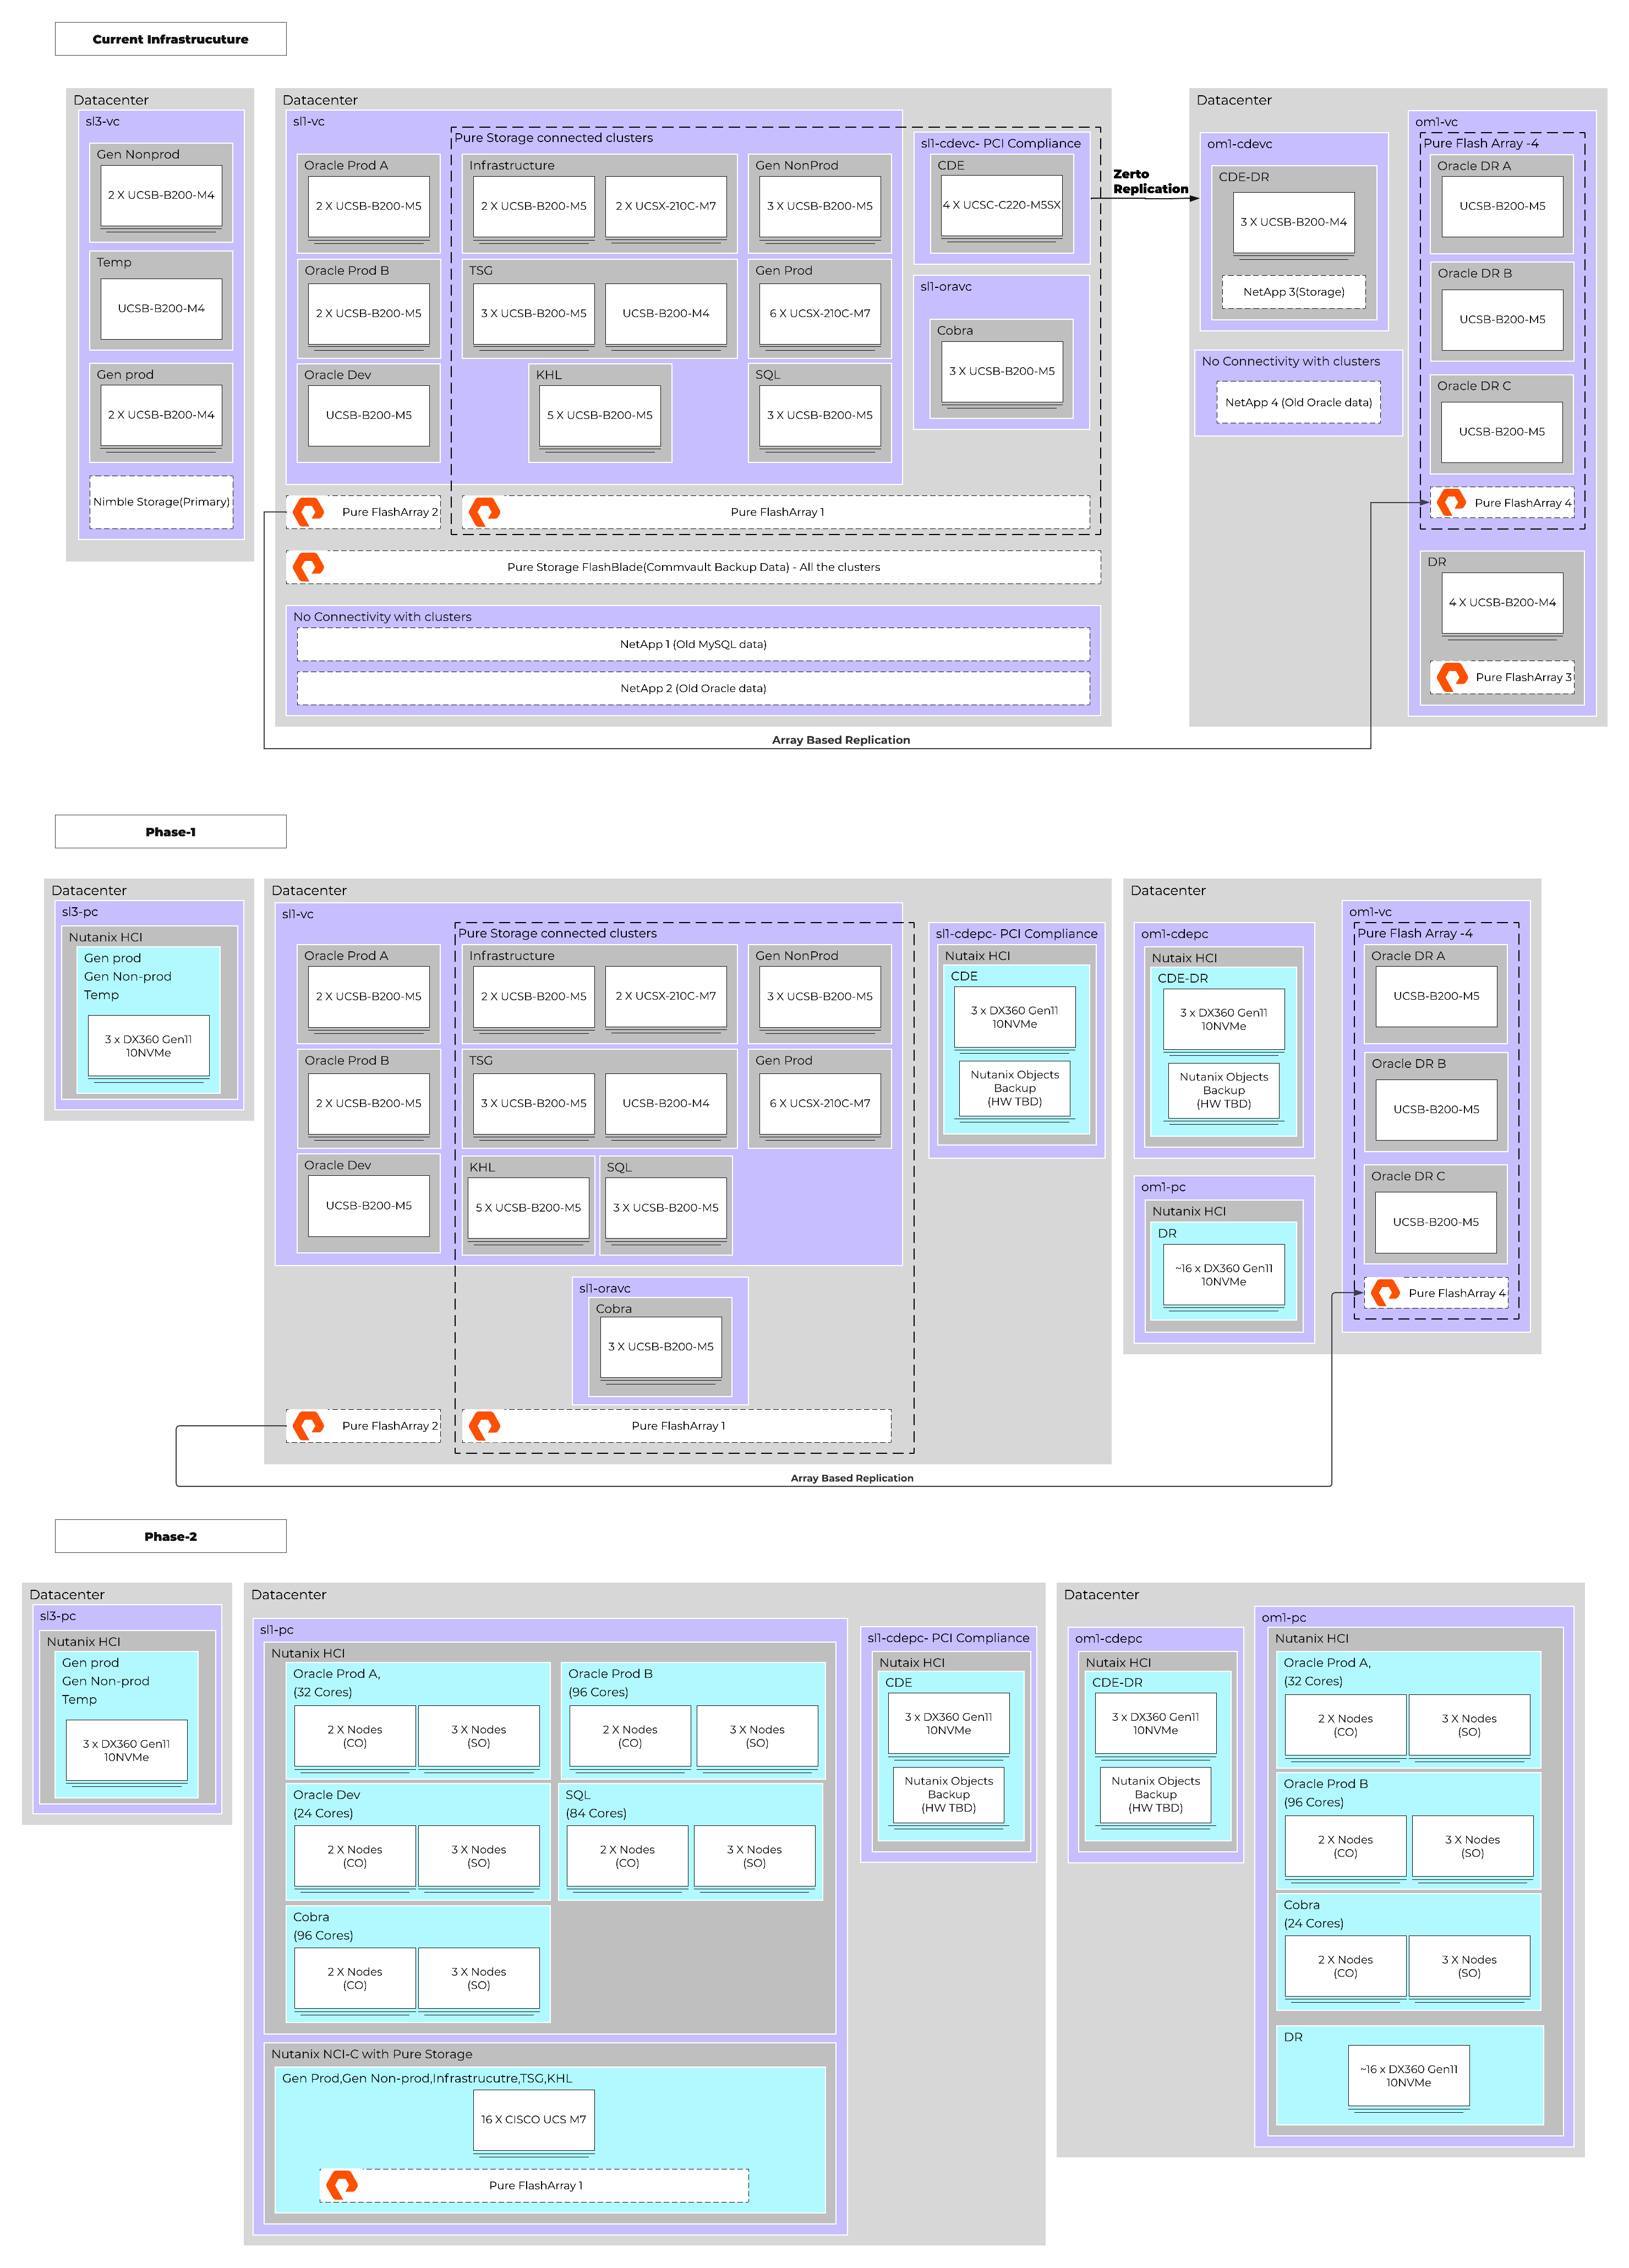 Current Infrastrucuture
Datacenter
sl3-vc
Gen Nonprod
2 X UCSB-B200-M4
Temp
UCSB-B200-M4
Gen prod
2 X UCSB-B200-M4
Nimble Storage(Primary)
Datacenter
sl1-vc
Pure Storage connected clusters
Oracle Prod A
2 X UCSB-B200-M5
Infrastructure
2 X UCSB-B200-M5
2 X UCSX-210C-M7
Gen NonProd
3 X UCSB-B200-M5
Oracle Prod B
2 X UCSB-B200-M5
TSG
3 X UCSB-B200-M5
UCSB-B200-M4
Gen Prod
6 X UCSX-210C-M7
Oracle Dev
UCSB-B200-M5
KHL
5 X UCSB-B200-M5
SQL
3 X UCSB-B200-M5
sl1-cdevc- PCI Compliance
CDE
4 X UCSC-C220-M5SX
sl1-oravc
Cobra
3 X UCSB-B200-M5
Pure FlashArray 2
Pure FlashArray 1
Pure Storage FlashBlade(Commvault Backup Data) - All the clusters
No Connectivity with clusters
NetApp 1 (Old MySQL data)
NetApp 2 (Old Oracle data)
Zerto
Replication
Datacenter
om1-cdevc
CDE-DR
3 X UCSB-B200-M4
NetApp 3(Storage)
No Connectivity with clusters
NetApp 4 (Old Oracle data)
om1-vc
Pure Flash Array -4
Oracle DR A
UCSB-B200-M5
Oracle DR B
UCSB-B200-M5
Oracle DR C
UCSB-B200-M5
Pure FlashArray 4
DR
4 X UCSB-B200-M4
Pure FlashArray 3
Array Based Replication
Phase-1
Datacenter
sl3-pc
Nutanix HCI
Gen prod
Gen Non-prod
Temp
3 x DX360 Gen11
10NVMe
Datacenter
sl1-vc
Pure Storage connected clusters
Oracle Prod A
2 X UCSB-B200-M5
Infrastructure
2 X UCSB-B200-M5
2 X UCSX-210C-M7
Gen NonProd
3 X UCSB-B200-M5
Oracle Prod B
2 X UCSB-B200-M5
TSG
3 X UCSB-B200-M5
UCSB-B200-M4
Gen Prod
6 X UCSX-210C-M7
Oracle Dev
UCSB-B200-M5
KHL
5 X UCSB-B200-M5
SQL
3 X UCSB-B200-M5
sl1-oravc
Cobra
3 X UCSB-B200-M5
Pure FlashArray 2
Pure FlashArray 1
sl1-cdepc- PCI Compliance
Nutaix HCI
CDE
3 x DX360 Gen11
10NVMe
Nutanix Objects
Backup
(HW TBD)
Datacenter
om1-cdepc
Nutaix HCI
CDE-DR
3 x DX360 Gen11
10NVMe
Nutanix Objects
Backup
(HW TBD)
om1-pc
Nutanix HCI
DR
~16 x DX360 Gen11
10NVMe
om1-vc
Pure Flash Array -4
Oracle DR A
UCSB-B200-M5
Oracle DR B
UCSB-B200-M5
Oracle DR C
UCSB-B200-M5
Pure FlashArray 4
Array Based Replication
Phase-2
Datacenter
sl3-pc
Nutanix HCI
Gen prod
Gen Non-prod
Temp
3 x DX360 Gen11
10NVMe
Datacenter
sl1-pc
Nutanix HCI
Oracle Prod A,
(32 Cores)
2 X Nodes
(CO)
3 X Nodes
(SO)
Oracle Prod B
(96 Cores)
2 X Nodes
(CO)
3 X Nodes
(SO)
Oracle Dev
(24 Cores)
2 X Nodes
(CO)
3 X Nodes
(SO)
SQL
(84 Cores)
2 X Nodes
(CO)
3 X Nodes
(SO)
Cobra
(96 Cores)
2 X Nodes
(CO)
3 X Nodes
(SO)
Nutanix NCI-C with Pure Storage
Gen Prod,Gen Non-prod,Infrastrucutre,TSG,KHL
16 X CISCO UCS M7
Pure FlashArray 1
sl1-cdepc- PCI Compliance
Nutaix HCI
CDE
3 x DX360 Gen11
10NVMe
Nutanix Objects
Backup
(HW TBD)
Datacenter
om1-cdepc
Nutaix HCI
CDE-DR
3 x DX360 Gen11
10NVMe
Nutanix Objects
Backup
(HW TBD)
om1-pc
Nutanix HCI
Oracle Prod A,
(32 Cores)
2 X Nodes
(CO)
3 X Nodes
(SO)
Oracle Prod B
(96 Cores)
2 X Nodes
(CO)
3 X Nodes
(SO)
Cobra
(24 Cores)
2 X Nodes
(CO)
3 X Nodes
(SO)
DR
~16 x DX360 Gen11
10NVMe